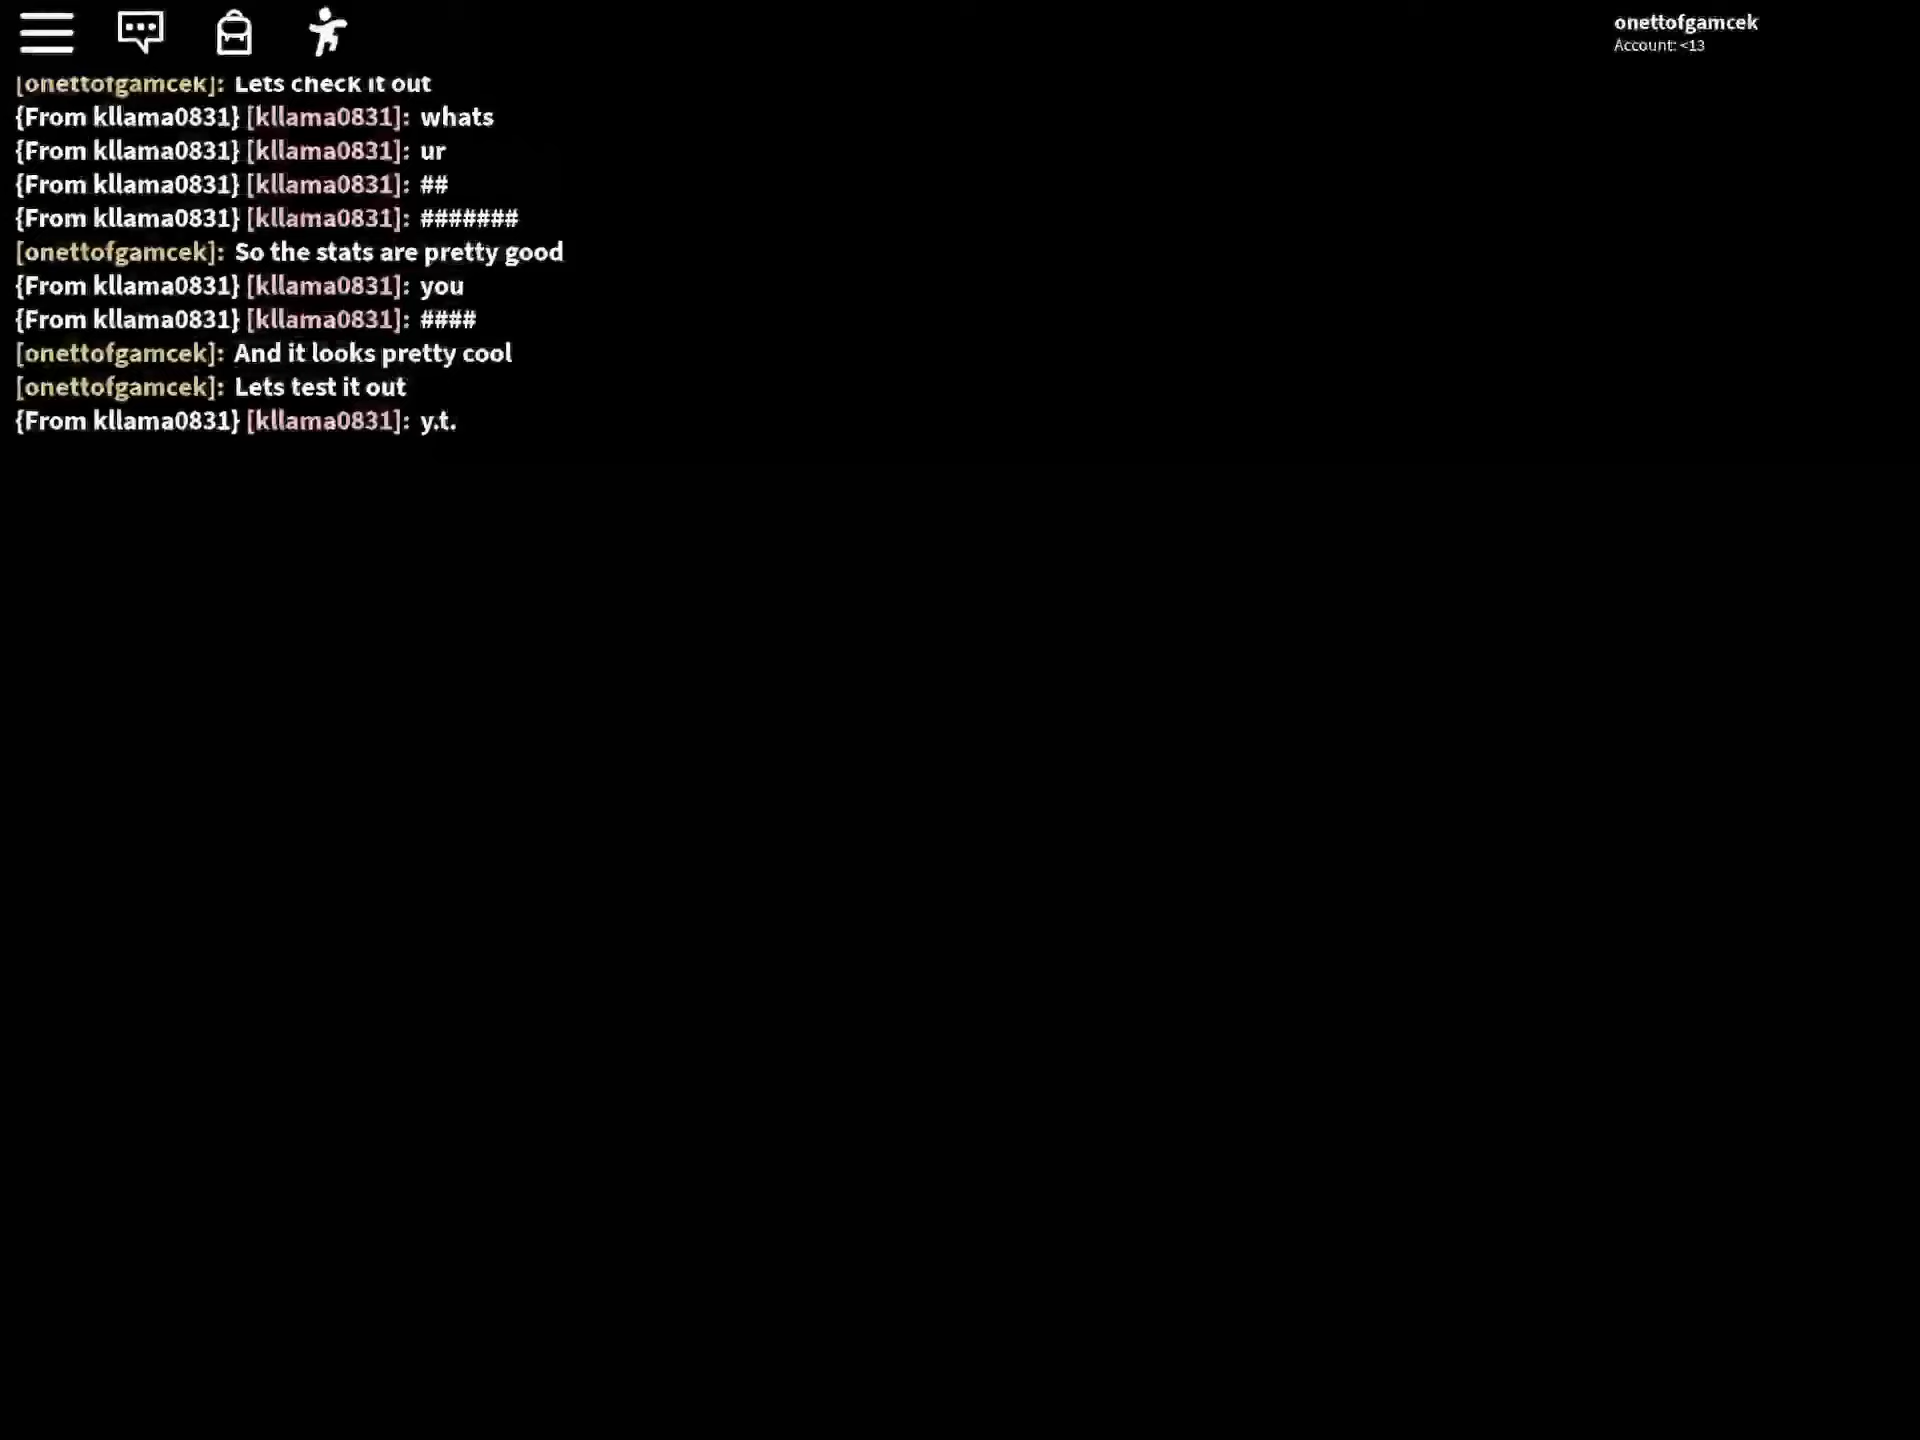 onettofgamcek
Account: <13
[onettofgamcek]: Lets check it out
{From kllama0831} [kllama0831]: whats
{From kllama0831} [kllama0831]: ur
{From kllama0831} [kllama0831]: ##
{From kllama0831} [kllama0831]: #######
[onettofgamcek]: So the stats are pretty good
{From kllama0831} [kllama0831]: you
{From kllama0831} [kllama0831]: ####
[onettofgamcek]: And it looks pretty cool
[onettofgamcek]: Lets test it out
{From kllama0831} [kllama0831]: y.t.